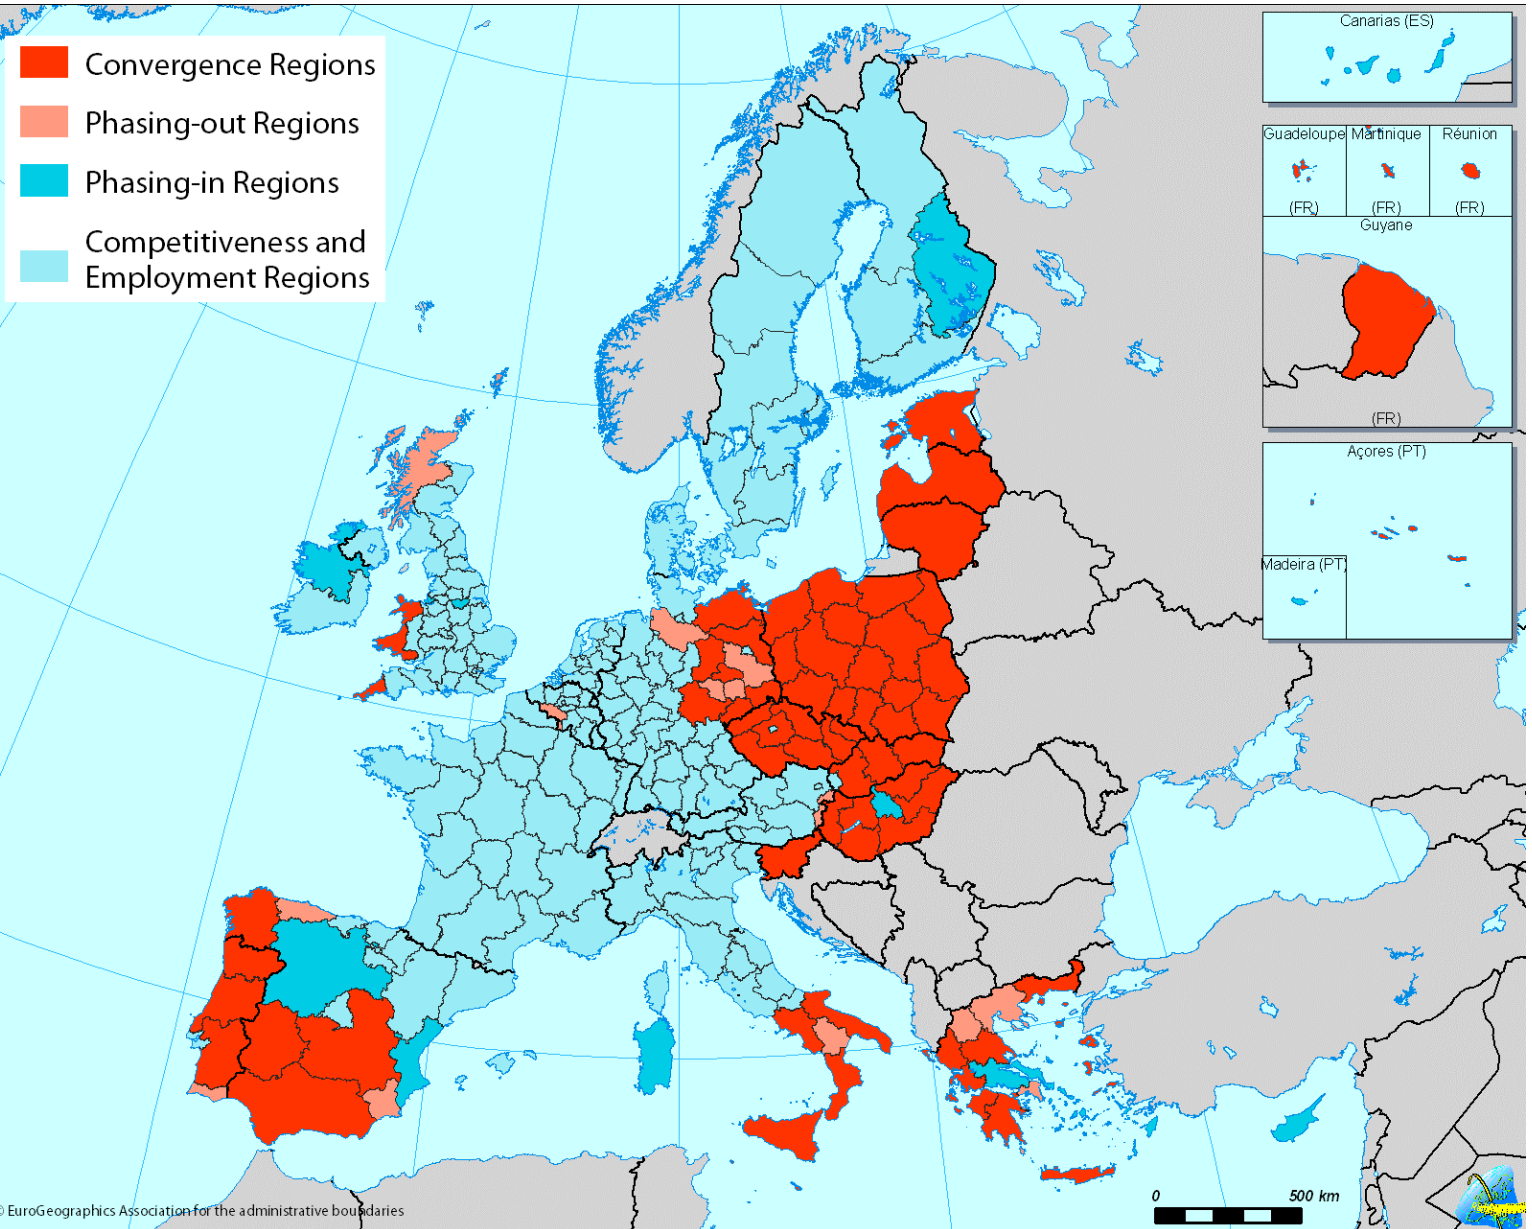 Convergence Regions
Phasing-out Regions
Phasing-in Regions
Competitiveness and
Employment Regions
Canarias (ES)
Guadeloupe
Martinique
Réunion
(FR)
(FR)
(FR)
Guyane
(FR)
Açores (PT)
Madeira (PT)
0
500 km
© EuroGeographics Association for the administrative boundaries